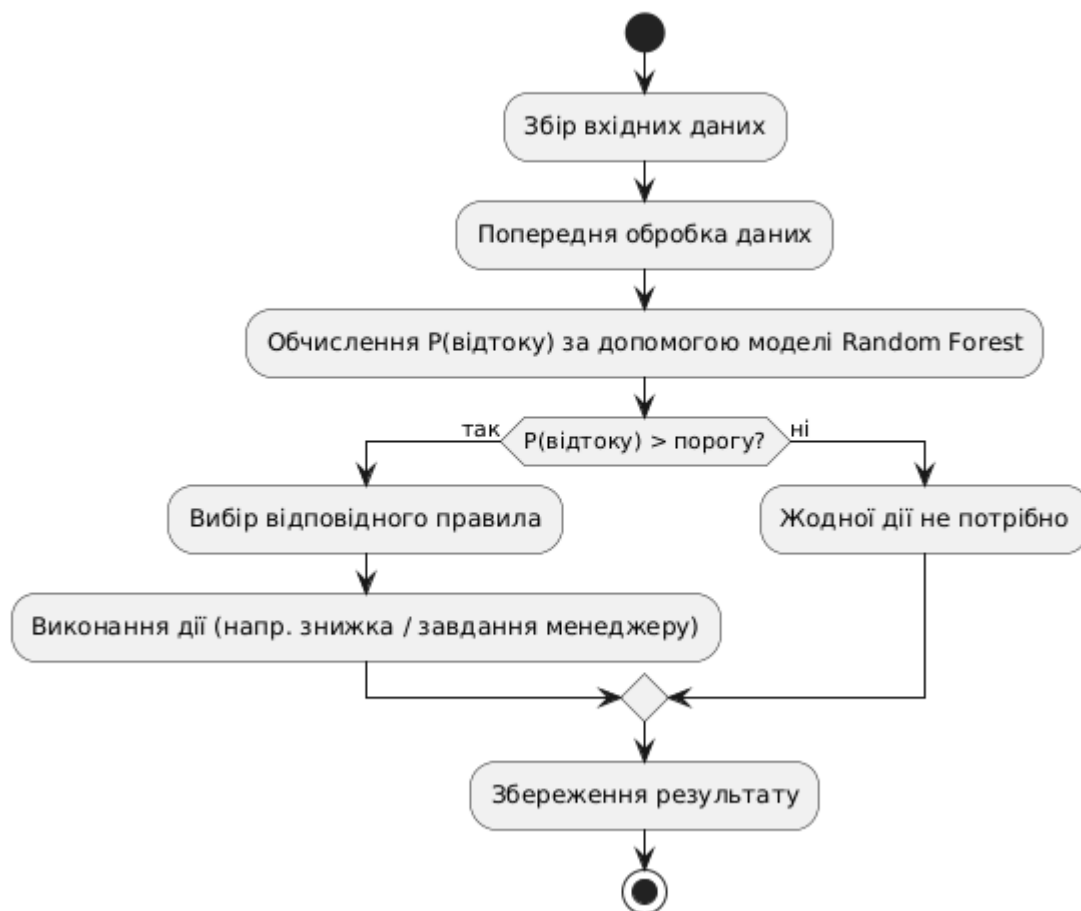 Збір вхідних даних
Попередня обробка даних
Обчислення P(відтоку) за допомогою моделі Random Forest
так
P(відтоку) > порогу?
ні
Вибір відповідного правила
Жодної дії не потрібно
Виконання дії (напр. знижка / завдання менеджеру)
Збереження результату